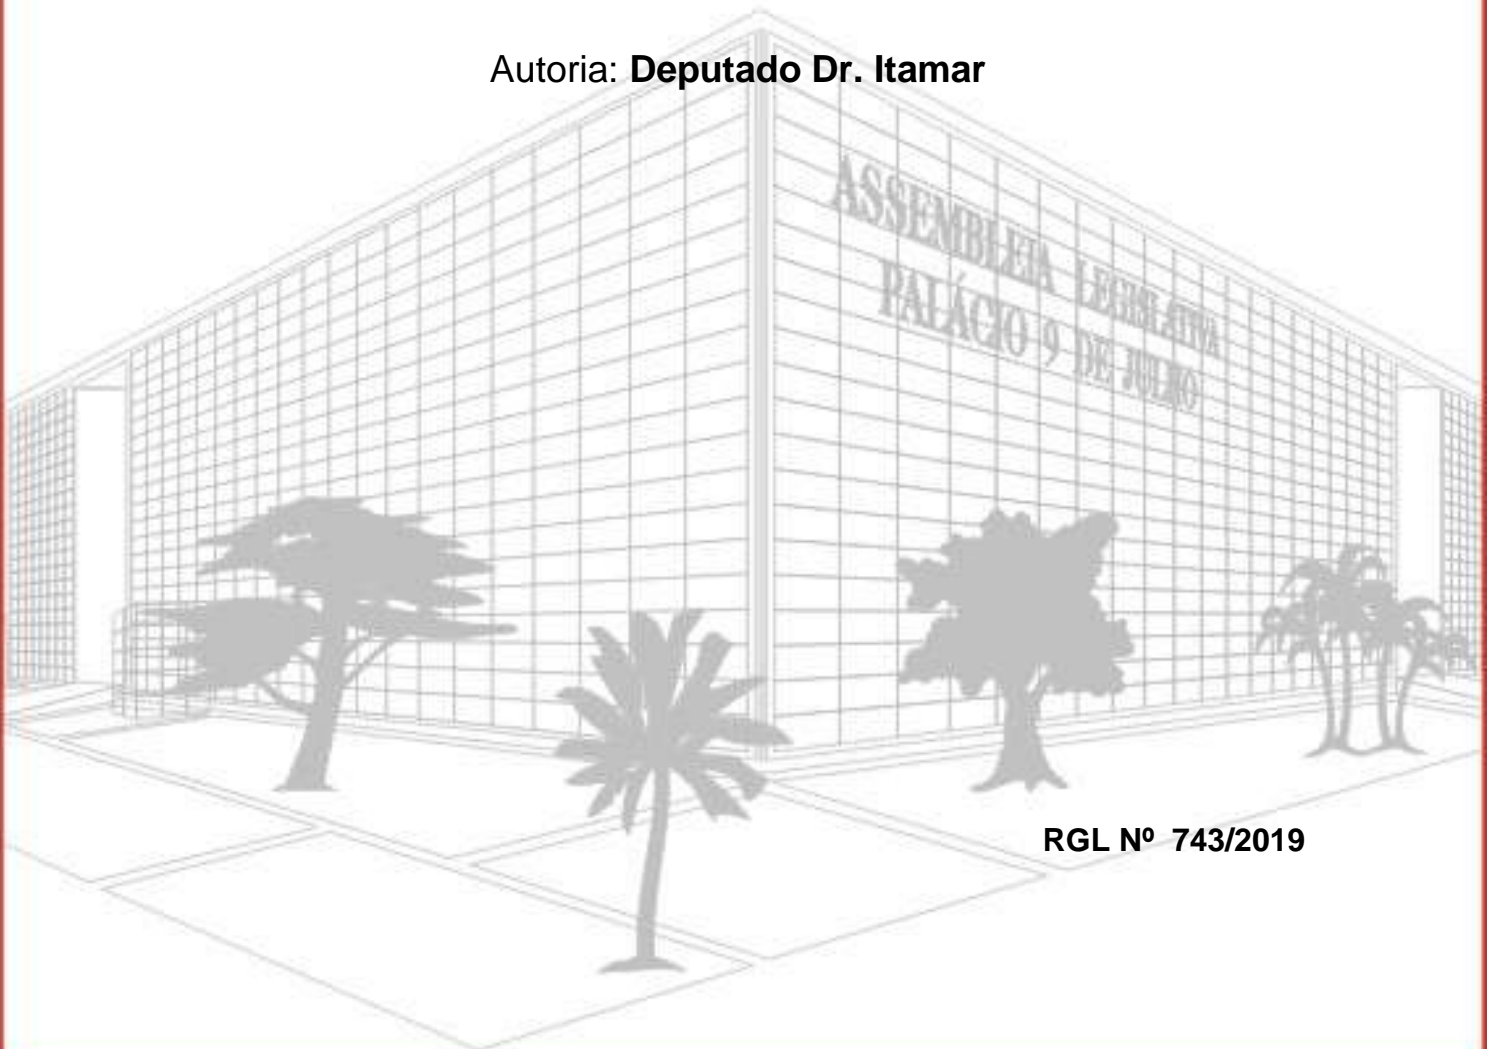 Autoria: Deputado Dr. Itamar
ASSEMBLEIA LEGISLATIVA
PALÁCIO 9 DE JULHO
RGL Nº 743/2019